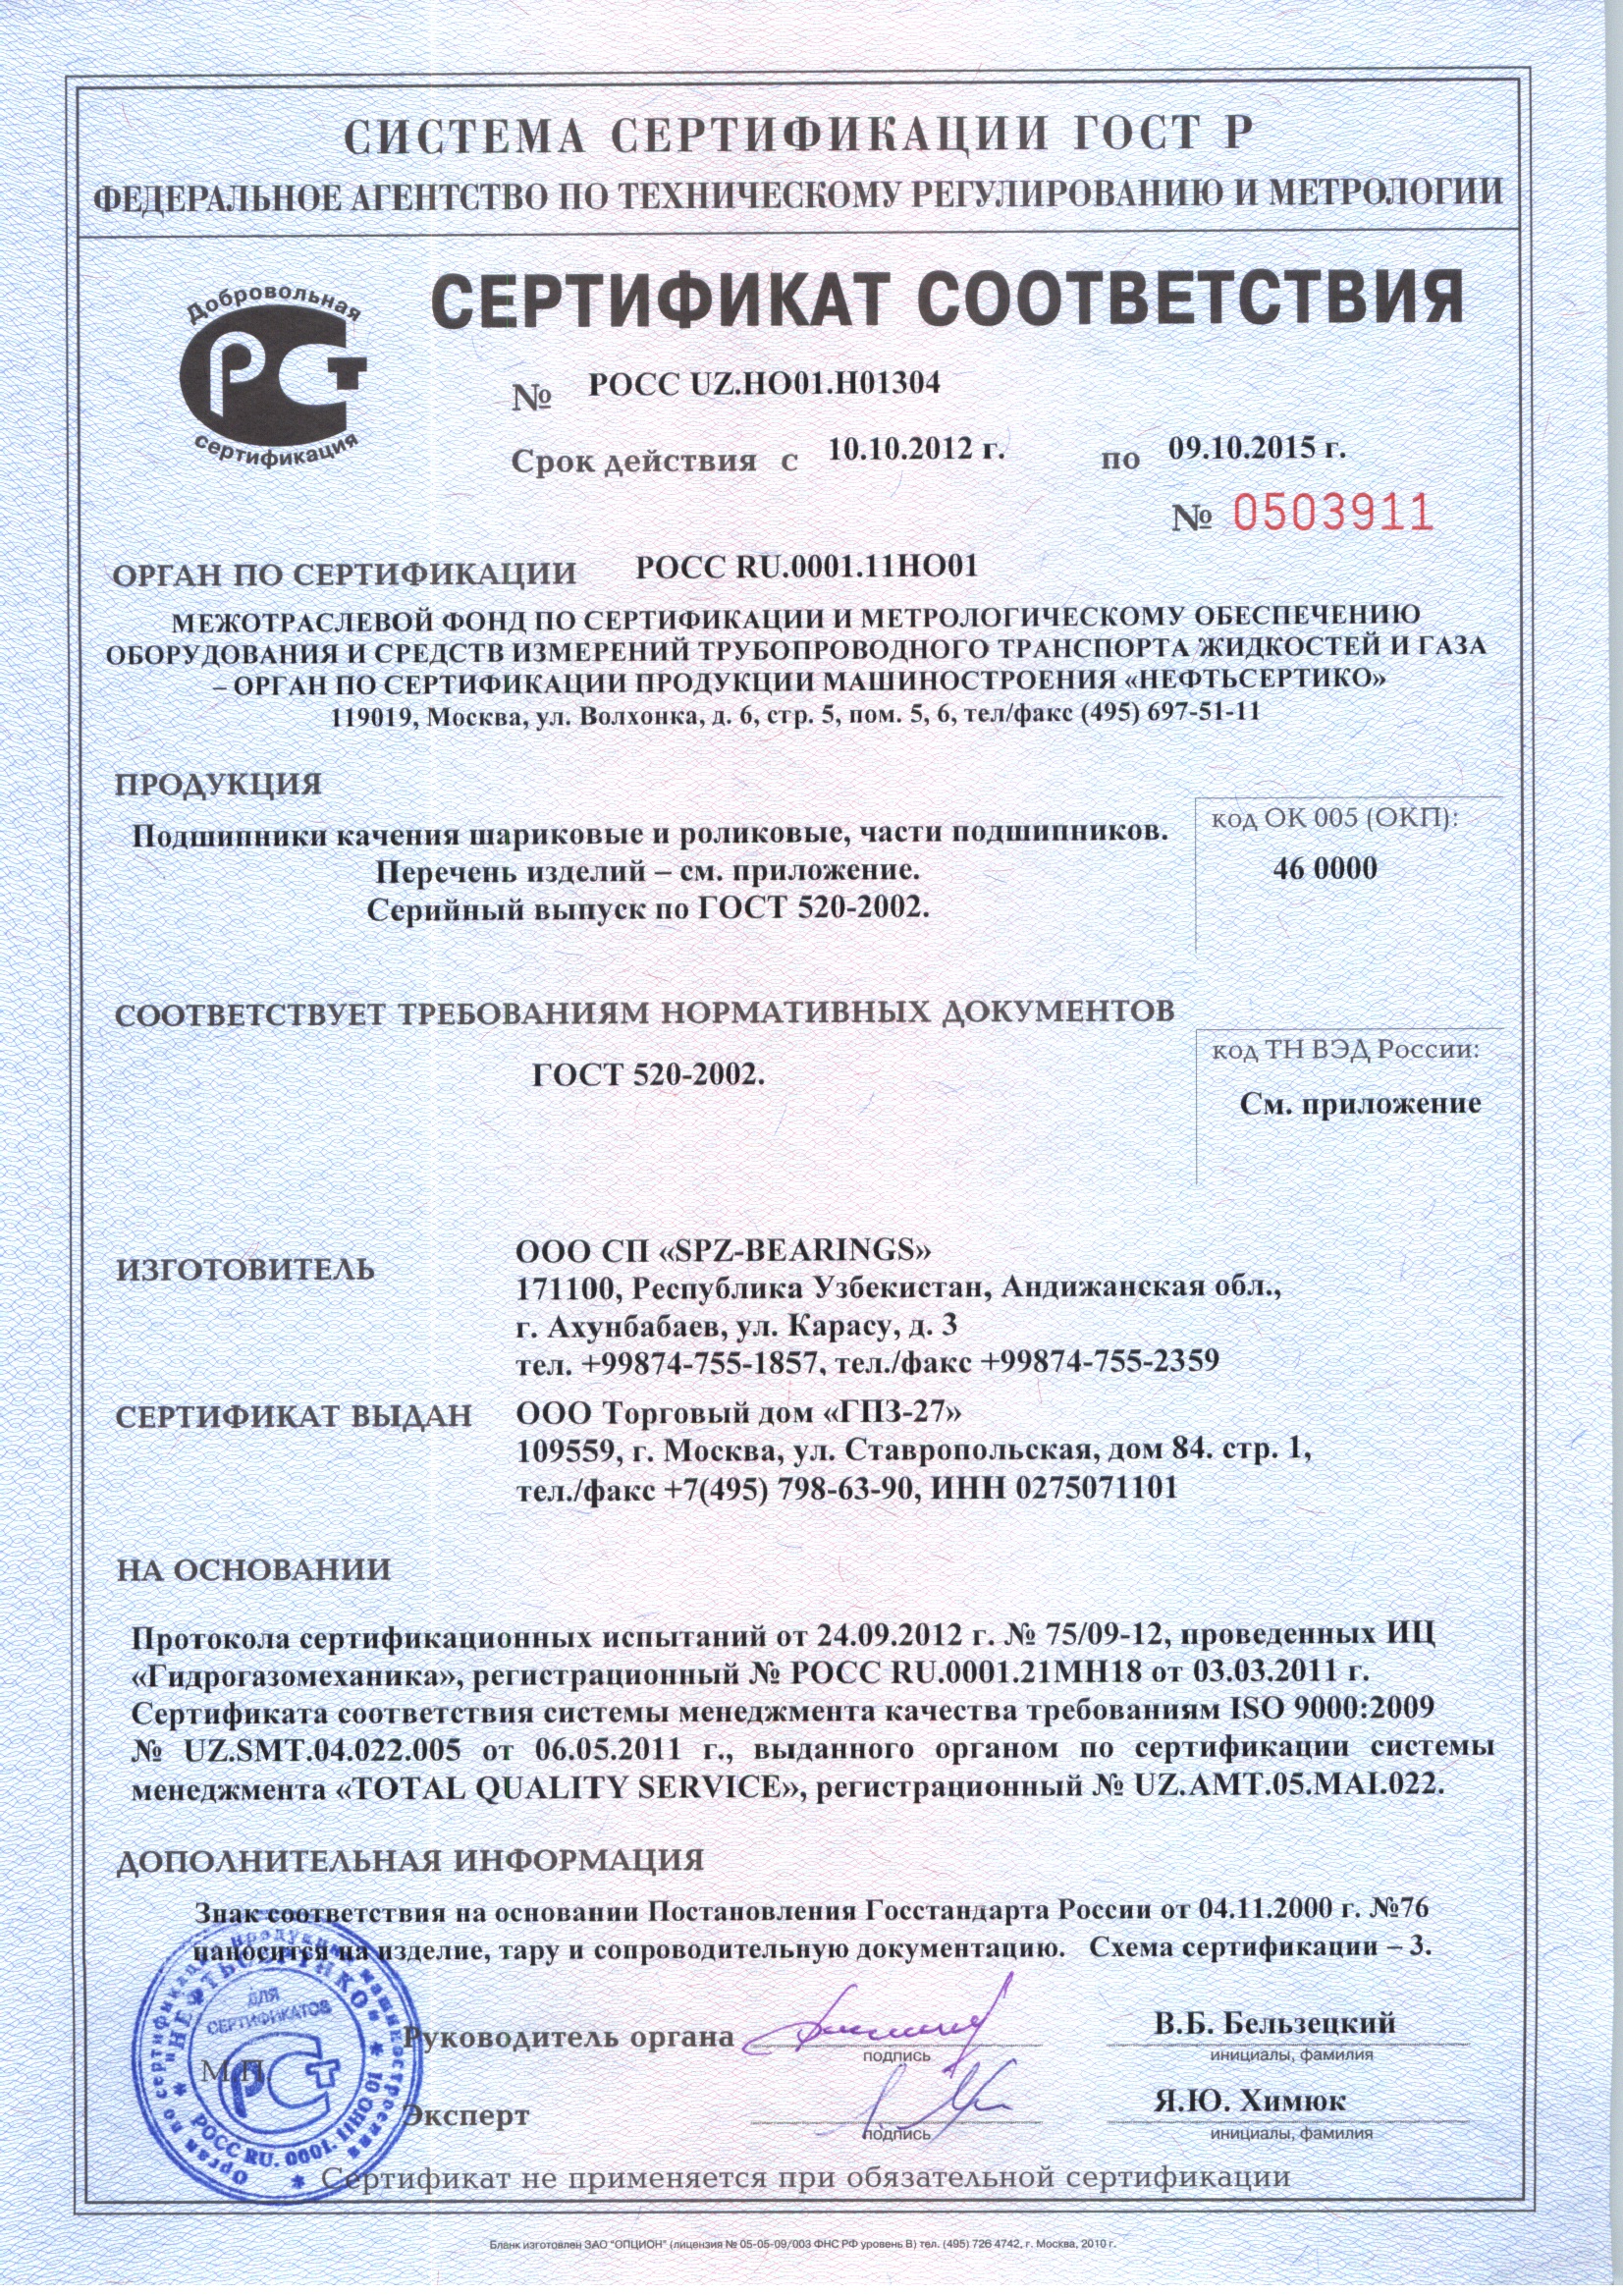 СИСТЕМА СЕРТИФИКАЦИИ ГОСТ Р
ФЕДЕРАЛЬНОЕ АГЕНТСТВО ПО ТЕХНИЧЕСКОМУ РЕГУЛИРОВАНИЮ И МЕТРОЛОГИИ
Добровольная
РСТ
сертификация
СЕРТИФИКАТ СООТВЕТСТВИЯ
№ РОСС UZ.НО01.Н01304
Срок действия с 10.10.2012 г. по 09.10.2015 г.
№ 0503911
ОРГАН ПО СЕРТИФИКАЦИИ РОСС RU.0001.11НО01
МЕЖОТРАСЛЕВОЙ ФОНД ПО СЕРТИФИКАЦИИ И МЕТРОЛОГИЧЕСКОМУ ОБЕСПЕЧЕНИЮ
ОБОРУДОВАНИЯ И СРЕДСТВ ИЗМЕРЕНИЙ ТРУБОПРОВОДНОГО ТРАНСПОРТА ЖИДКОСТЕЙ И ГАЗА
– ОРГАН ПО СЕРТИФИКАЦИИ ПРОДУКЦИИ МАШИНОСТРОЕНИЯ «НЕФТЬСЕРТИКО»
119019, Москва, ул. Волхонка, д. 6, стр. 5, пом. 5, 6, тел/факс (495) 697-51-11
ПРОДУКЦИЯ
Подшипники качения шариковые и роликовые, части подшипников.
Перечень изделий – см. приложение.
Серийный выпуск по ГОСТ 520-2002.
код ОК 005 (ОКП):
46 0000
СООТВЕТСТВУЕТ ТРЕБОВАНИЯМ НОРМАТИВНЫХ ДОКУМЕНТОВ
ГОСТ 520-2002.
код ТН ВЭД России:
См. приложение
ИЗГОТОВИТЕЛЬ
ООО СП «SPZ-BEARINGS»
171100, Республика Узбекистан, Андижанская обл.,
г. Ахунбабаев, ул. Карасу, д. 3
тел. +99874-755-1857, тел./факс +99874-755-2359
СЕРТИФИКАТ ВЫДАН
ООО Торговый дом «ГПЗ-27»
109559, г. Москва, ул. Ставропольская, дом 84. стр. 1,
тел./факс +7(495) 798-63-90, ИНН 0275071101
НА ОСНОВАНИИ
Протокола сертификационных испытаний от 24.09.2012 г. № 75/09-12, проведенных ИЦ
«Гидрогазомеханика», регистрационный № РОСС RU.0001.21МН18 от 03.03.2011 г.
Сертификата соответствия системы менеджмента качества требованиям ISO 9000:2009
№ UZ.SMT.04.022.005 от 06.05.2011 г., выданного органом по сертификации системы
менеджмента «TOTAL QUALITY SERVICE», регистрационный № UZ.AMT.05.MAI.022.
ДОПОЛНИТЕЛЬНАЯ ИНФОРМАЦИЯ
Знак соответствия на основании Постановления Госстандарта России от 04.11.2000 г. №76
наносится на изделие, тару и сопроводительную документацию. Схема сертификации – 3.
Орган по сертификации продукции машиностроения
"НЕФТЬСЕРТИКО"
РОСС RU. 0001. 11НО 01
ДЛЯ
СЕРТИФИКАТОВ
РСТ
М.П.
Руководитель органа
подпись
В.Б. Бельзецкий
инициалы, фамилия
Эксперт
подпись
Я.Ю. Химюк
инициалы, фамилия
Сертификат не применяется при обязательной сертификации
Бланк изготовлен ЗАО "ОПЦИОН" (лицензия № 05-05-09/003 ФНС РФ уровень В) тел. (495) 726 4742, г. Москва, 2010 г.